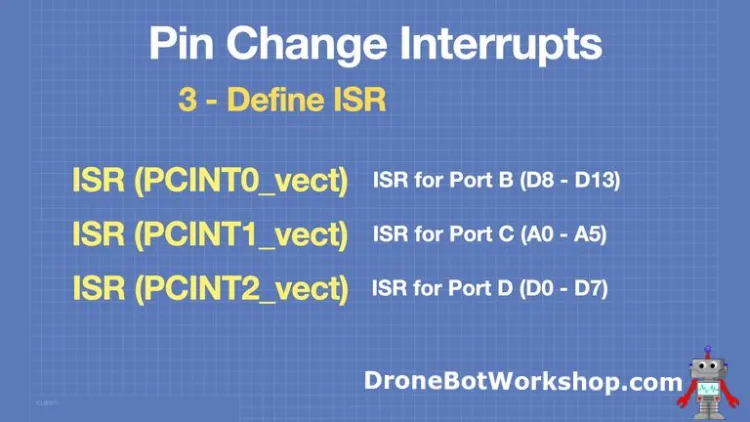 Pin Change Interrupts
3 - Define ISR
ISR (PCINT0_vect) ISR for Port B (D8 - D13)
ISR (PCINT1_vect) ISR for Port C (A0 - A5)
ISR (PCINT2_vect) ISR for Port D (D0 - D7)
DroneBotWorkshop.com